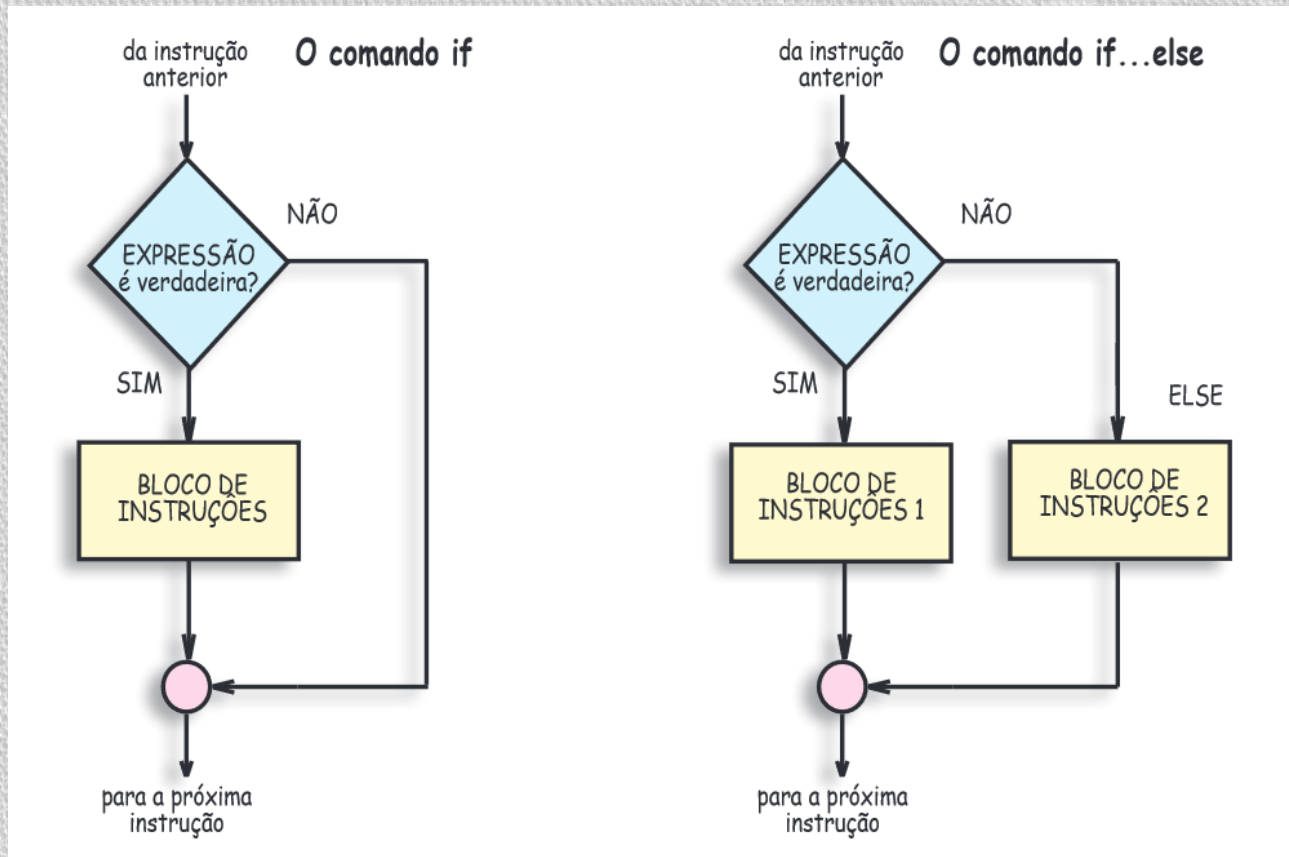 da instrução
anterior
O comando if
NÃO
EXPRESSÃO
é verdadeira?
SIM
BLOCO DE
INSTRUÇÕES
para a próxima
instrução
da instrução
anterior
O comando if...else
NÃO
EXPRESSÃO
é verdadeira?
SIM
ELSE
BLOCO DE
INSTRUÇÕES 1
BLOCO DE
INSTRUÇÕES 2
para a próxima
instrução